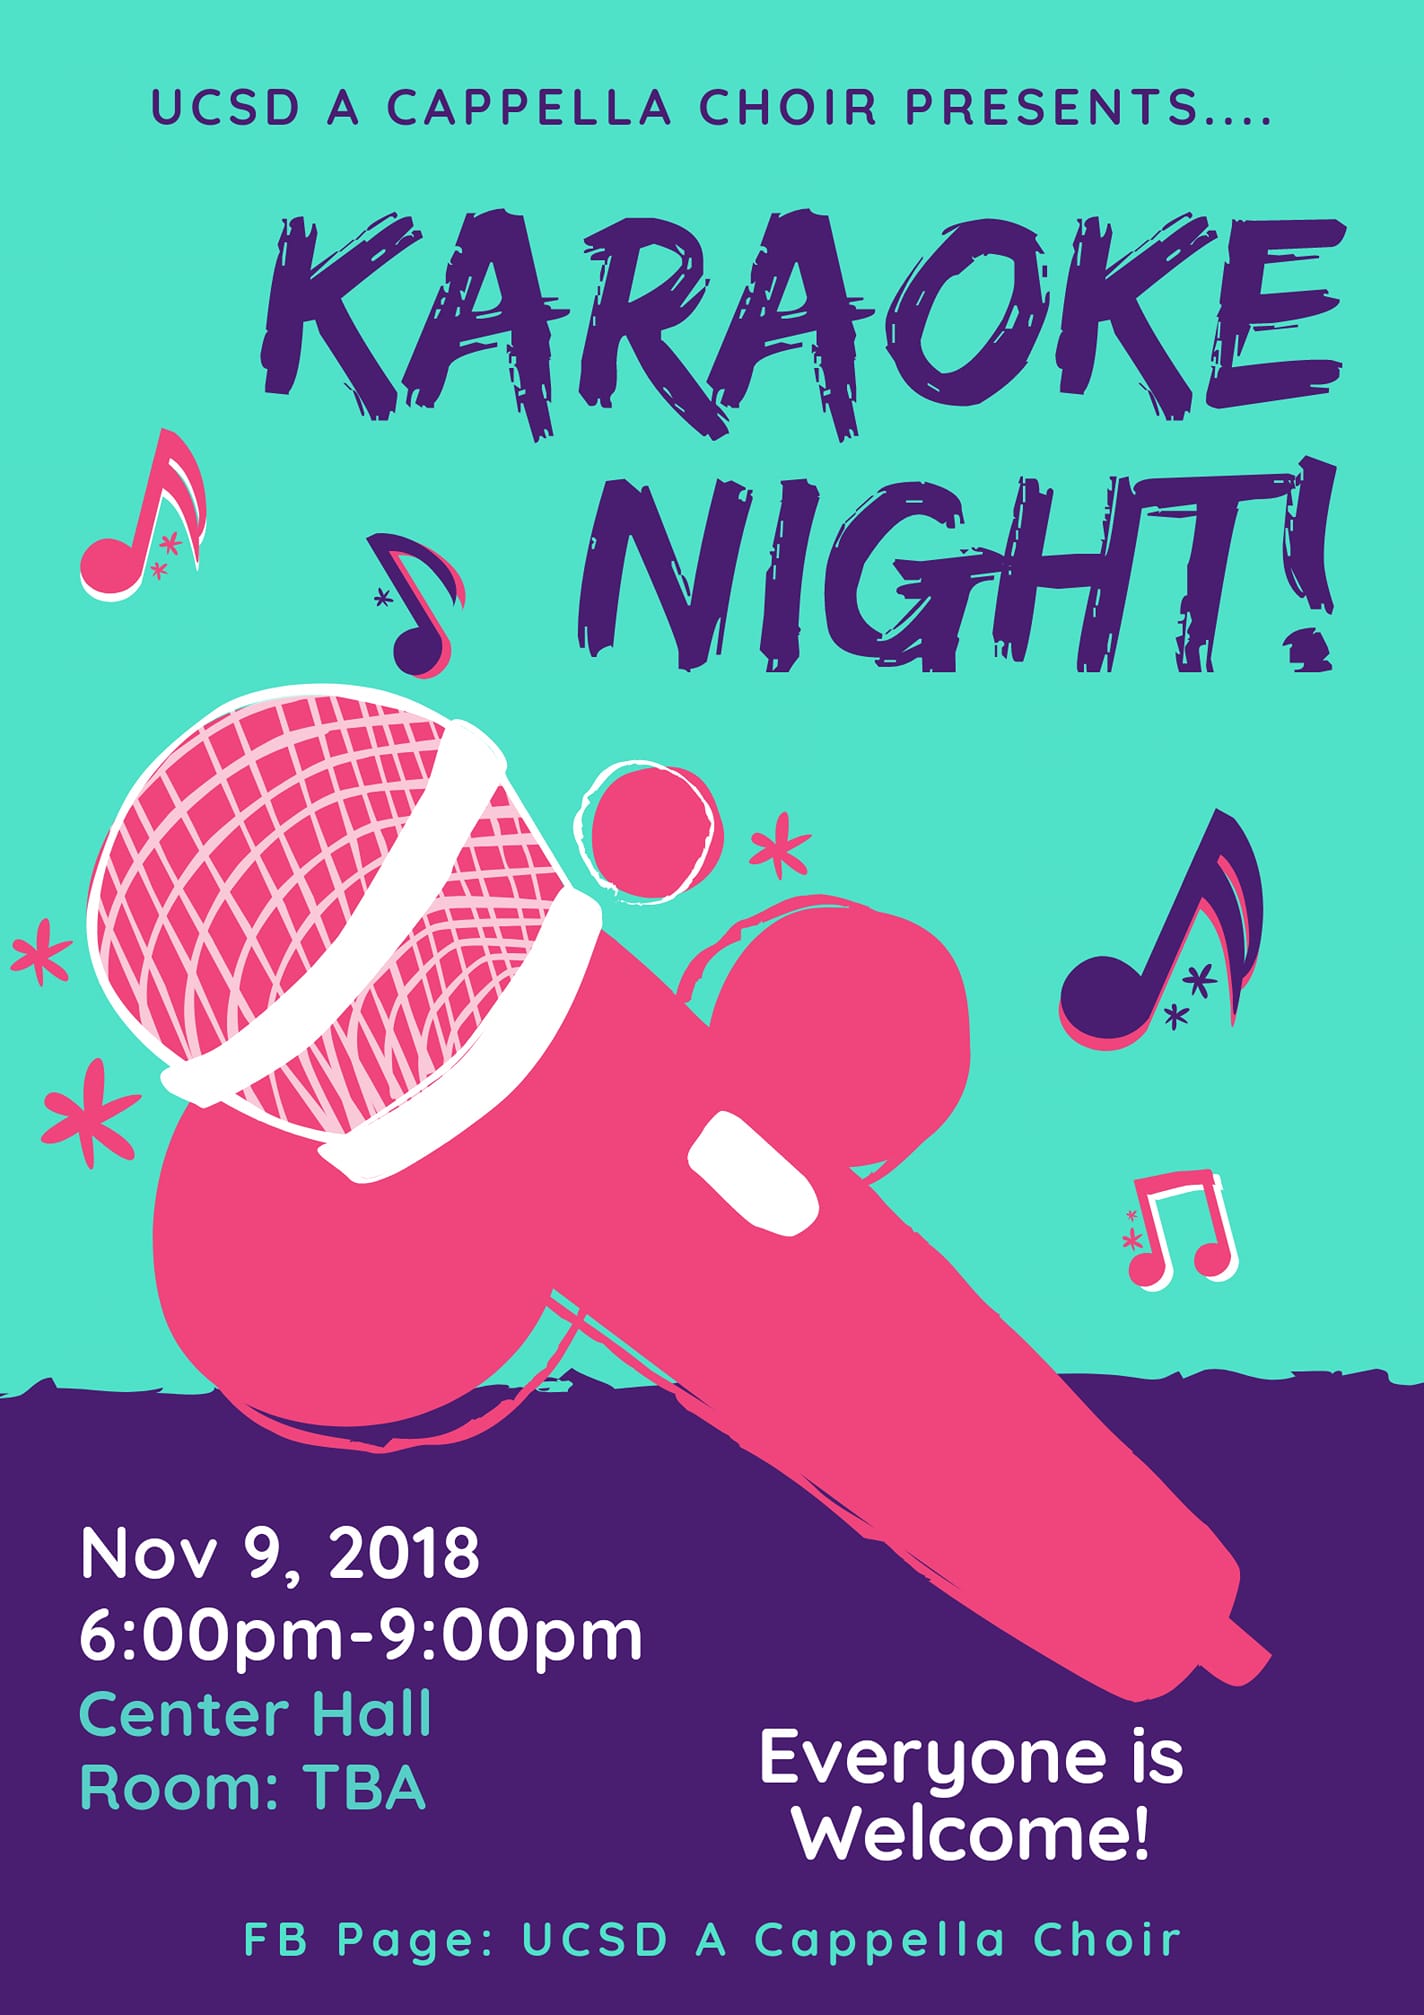 UCSD A CAPPELLA CHOIR PRESENTS....
KARAOKE
NIGHT!
Nov 9, 2018
6:00pm-9:00pm
Center Hall
Room: TBA
Everyone is
Welcome!
FB Page: UCSD A Cappella Choir